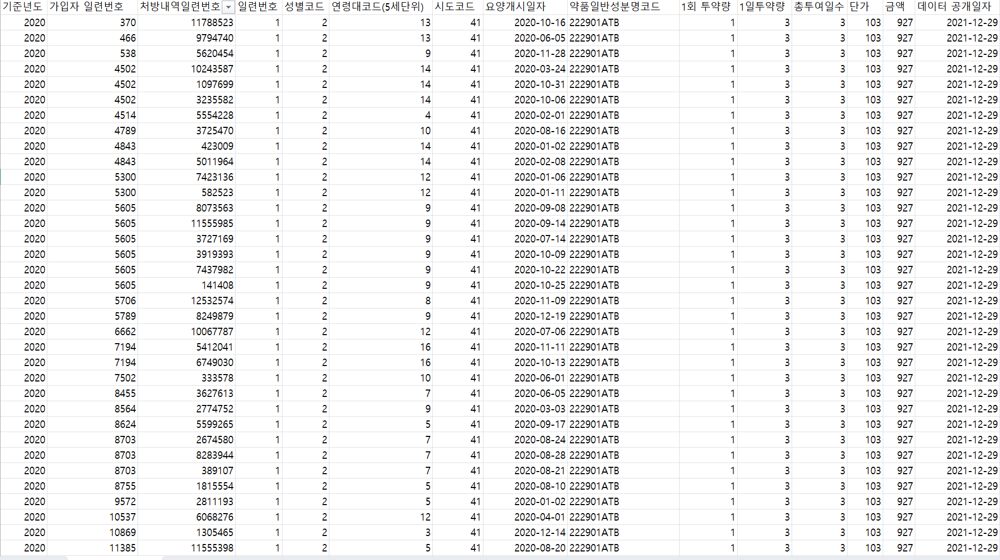 기준년도 가입자 일련번호 처방내역일련번호 일련번호 성별코드 연령대코드(5세단위) 시도코드 요양개시일자 약품일반성분명코드 1회 투약량 1일투약량 총투여일수 단가 금액 데이터 공개일자
2020 370 11788523 1 2 13 41 2020-10-16 222901ATB 1 3 3 103 927 2021-12-29
2020 466 9794740 1 2 13 41 2020-06-05 222901ATB 1 3 3 103 927 2021-12-29
2020 538 5620454 1 2 9 41 2020-11-28 222901ATB 1 3 3 103 927 2021-12-29
2020 4502 10243587 1 2 14 41 2020-03-24 222901ATB 1 3 3 103 927 2021-12-29
2020 4502 1097699 1 2 14 41 2020-10-31 222901ATB 1 3 3 103 927 2021-12-29
2020 4502 3235582 1 2 14 41 2020-10-06 222901ATB 1 3 3 103 927 2021-12-29
2020 4514 5554228 1 2 4 41 2020-02-01 222901ATB 1 3 3 103 927 2021-12-29
2020 4789 3725470 1 2 10 41 2020-08-16 222901ATB 1 3 3 103 927 2021-12-29
2020 4843 423009 1 2 14 41 2020-01-02 222901ATB 1 3 3 103 927 2021-12-29
2020 4843 5011964 1 2 14 41 2020-02-08 222901ATB 1 3 3 103 927 2021-12-29
2020 5300 7423136 1 2 12 41 2020-01-06 222901ATB 1 3 3 103 927 2021-12-29
2020 5300 582523 1 2 12 41 2020-01-11 222901ATB 1 3 3 103 927 2021-12-29
2020 5605 8073563 1 2 9 41 2020-09-08 222901ATB 1 3 3 103 927 2021-12-29
2020 5605 11555985 1 2 9 41 2020-09-14 222901ATB 1 3 3 103 927 2021-12-29
2020 5605 3727169 1 2 9 41 2020-07-14 222901ATB 1 3 3 103 927 2021-12-29
2020 5605 3919393 1 2 9 41 2020-10-09 222901ATB 1 3 3 103 927 2021-12-29
2020 5605 7437982 1 2 9 41 2020-10-22 222901ATB 1 3 3 103 927 2021-12-29
2020 5605 141408 1 2 9 41 2020-10-25 222901ATB 1 3 3 103 927 2021-12-29
2020 5706 12532574 1 2 8 41 2020-11-09 222901ATB 1 3 3 103 927 2021-12-29
2020 5789 8249879 1 2 9 41 2020-12-19 222901ATB 1 3 3 103 927 2021-12-29
2020 6662 10067787 1 2 12 41 2020-07-06 222901ATB 1 3 3 103 927 2021-12-29
2020 7194 5412041 1 2 16 41 2020-11-11 222901ATB 1 3 3 103 927 2021-12-29
2020 7194 6749030 1 2 16 41 2020-10-13 222901ATB 1 3 3 103 927 2021-12-29
2020 7502 333578 1 2 10 41 2020-06-01 222901ATB 1 3 3 103 927 2021-12-29
2020 8455 3627613 1 2 7 41 2020-06-05 222901ATB 1 3 3 103 927 2021-12-29
2020 8564 2774752 1 2 9 41 2020-03-03 222901ATB 1 3 3 103 927 2021-12-29
2020 8624 5599265 1 2 5 41 2020-09-17 222901ATB 1 3 3 103 927 2021-12-29
2020 8703 2674580 1 2 7 41 2020-08-24 222901ATB 1 3 3 103 927 2021-12-29
2020 8703 8283944 1 2 7 41 2020-08-28 222901ATB 1 3 3 103 927 2021-12-29
2020 8703 389107 1 2 7 41 2020-08-21 222901ATB 1 3 3 103 927 2021-12-29
2020 8755 1815554 1 2 5 41 2020-08-10 222901ATB 1 3 3 103 927 2021-12-29
2020 9572 2811193 1 2 5 41 2020-01-02 222901ATB 1 3 3 103 927 2021-12-29
2020 10537 6068276 1 2 12 41 2020-04-01 222901ATB 1 3 3 103 927 2021-12-29
2020 10869 1305465 1 2 3 41 2020-12-14 222901ATB 1 3 3 103 927 2021-12-29
2020 11385 11555398 1 2 5 41 2020-08-20 222901ATB 1 3 3 103 927 2021-12-29